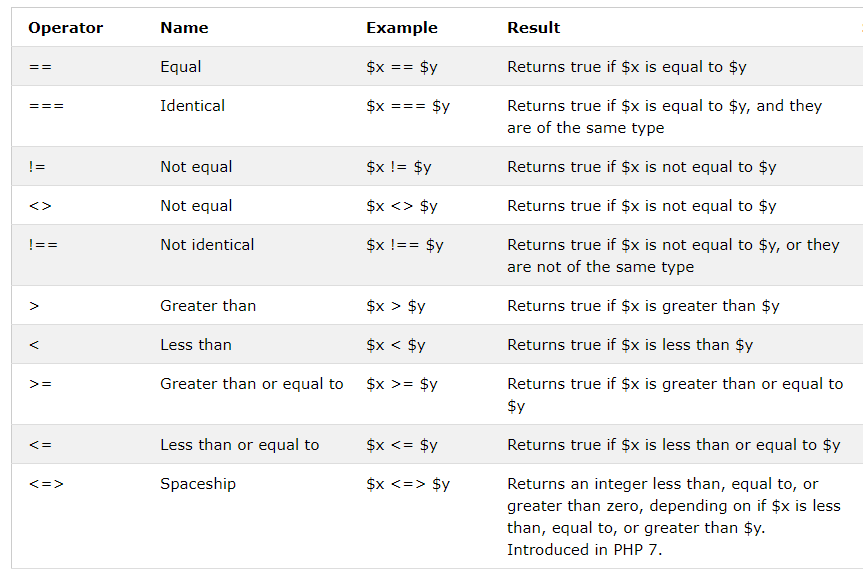 Operator Name Example Result
== Equal $x == $y Returns true if $x is equal to $y
=== Identical $x === $y Returns true if $x is equal to $y, and they
are of the same type
!= Not equal $x != $y Returns true if $x is not equal to $y
<> Not equal $x <> $y Returns true if $x is not equal to $y
!== Not identical $x !== $y Returns true if $x is not equal to $y, or they
are not of the same type
> Greater than $x > $y Returns true if $x is greater than $y
< Less than $x < $y Returns true if $x is less than $y
>= Greater than or equal to $x >= $y Returns true if $x is greater than or equal to
$y
<= Less than or equal to $x <= $y Returns true if $x is less than or equal to $y
<=> Spaceship $x <=> $y Returns an integer less than, equal to, or
greater than zero, depending on if $x is less
than, equal to, or greater than $y.
Introduced in PHP 7.